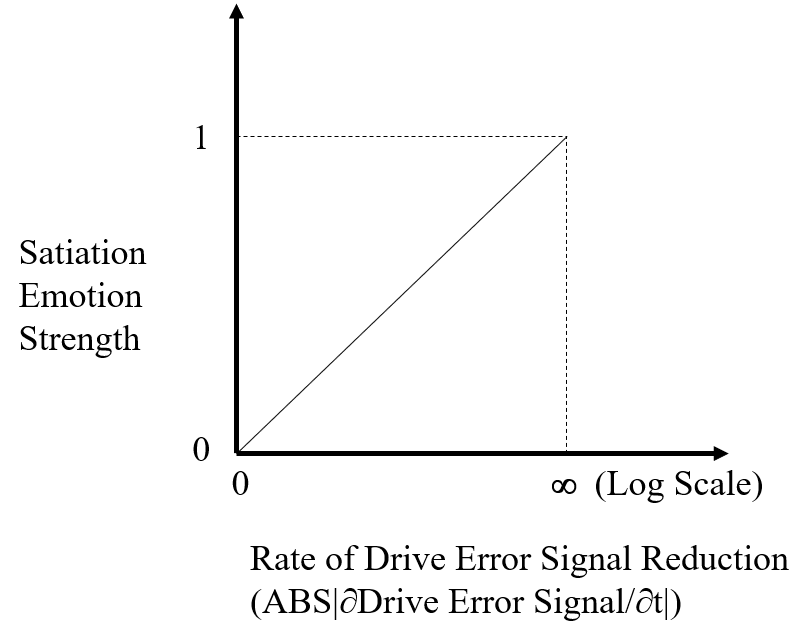 1
Satiation
Emotion
Strength
0
0
∞ (Log Scale)
Rate of Drive Error Signal Reduction
(ABS|∂Drive Error Signal/∂t|)